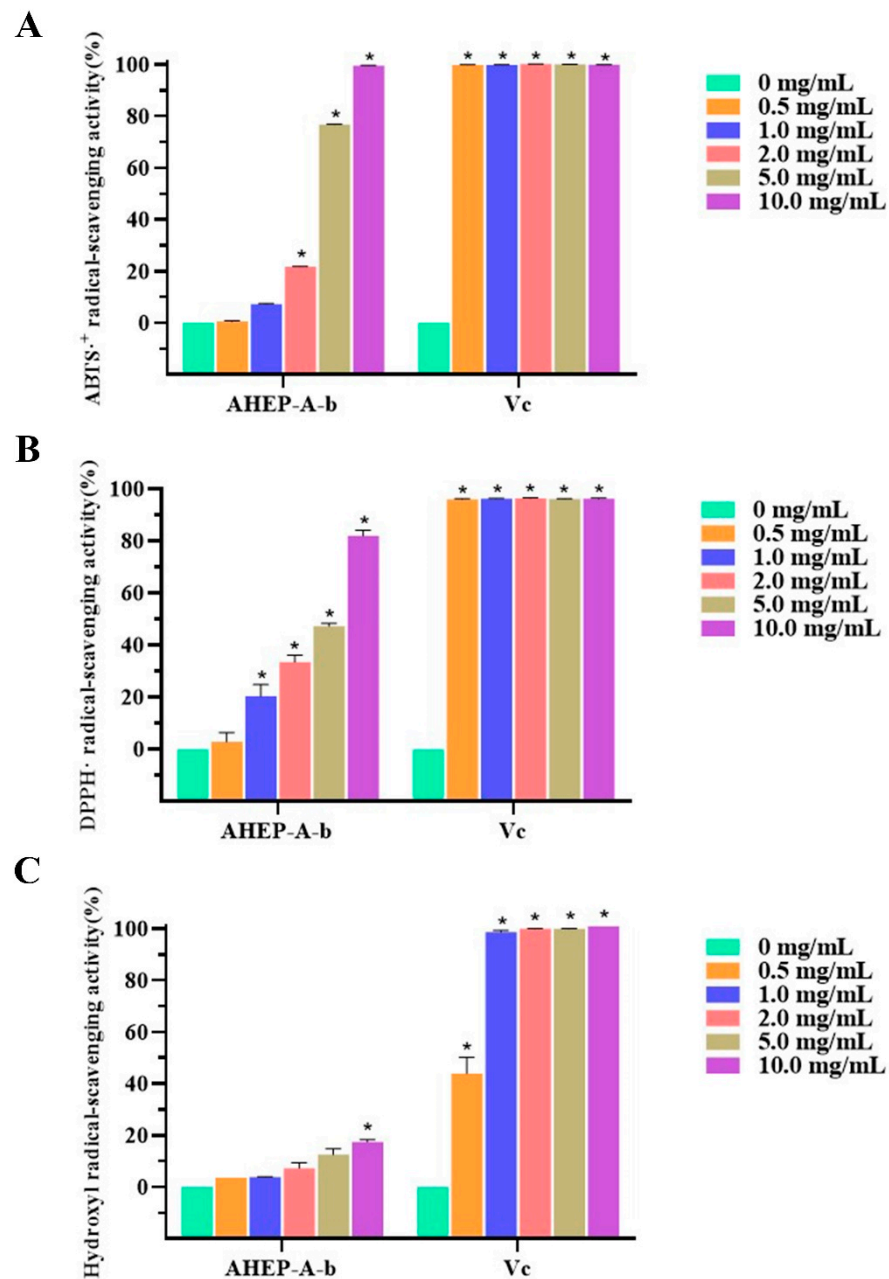 A
ABTS·+ radical-scavenging activity(%)
100
80
60
40
20
0
* * * * * * * *
AHEP-A-b
Vc
0 mg/mL
0.5 mg/mL
1.0 mg/mL
2.0 mg/mL
5.0 mg/mL
10.0 mg/mL
B
DPPH· radical-scavenging activity(%)
100
80
60
40
20
0
* * * * * * * * *
AHEP-A-b
Vc
0 mg/mL
0.5 mg/mL
1.0 mg/mL
2.0 mg/mL
5.0 mg/mL
10.0 mg/mL
C
Hydroxyl radical-scavenging activity(%)
100
80
60
40
20
0
* * * * * *
AHEP-A-b
Vc
0 mg/mL
0.5 mg/mL
1.0 mg/mL
2.0 mg/mL
5.0 mg/mL
10.0 mg/mL